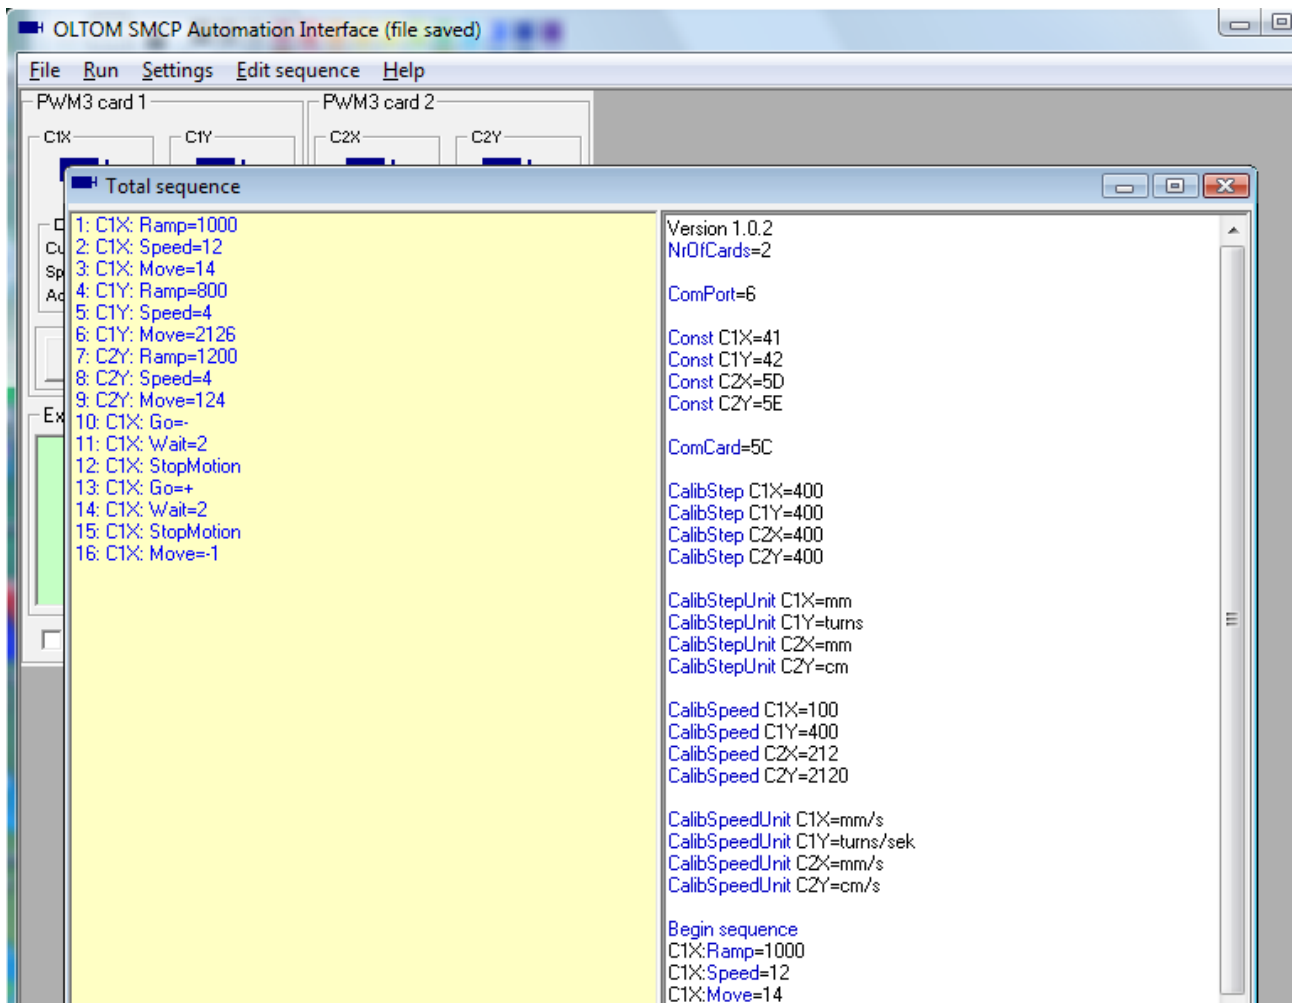 OLTOM SMCP Automation Interface (file saved)
File Run Settings Edit sequence Help
PWM3 card 1 PWM3 card 2
C1X C1Y C2X C2Y
Total sequence
1: C1X: Ramp=1000
2: C1X: Speed=12
3: C1X: Move=14
4: C1Y: Ramp=800
5: C1Y: Speed=4
6: C1Y: Move=2126
7: C2Y: Ramp=1200
8: C2Y: Speed=4
9: C2Y: Move=124
10: C1X: Go=-
11: C1X: Wait=2
12: C1X: StopMotion
13: C1X: Go=+
14: C1X: Wait=2
15: C1X: StopMotion
16: C1X: Move=-1
Version 1.0.2
NrOfCards=2
ComPort=6
Const C1X=41
Const C1Y=42
Const C2X=5D
Const C2Y=5E
ComCard=5C
CalibStep C1X=400
CalibStep C1Y=400
CalibStep C2X=400
CalibStep C2Y=400
CalibStepUnit C1X=mm
CalibStepUnit C1Y=turns
CalibStepUnit C2X=mm
CalibStepUnit C2Y=cm
CalibSpeed C1X=100
CalibSpeed C1Y=400
CalibSpeed C2X=212
CalibSpeed C2Y=2120
CalibSpeedUnit C1X=mm/s
CalibSpeedUnit C1Y=turns/sek
CalibSpeedUnit C2X=mm/s
CalibSpeedUnit C2Y=cm/s
Begin sequence
C1X:Ramp=1000
C1X:Speed=12
C1X:Move=14